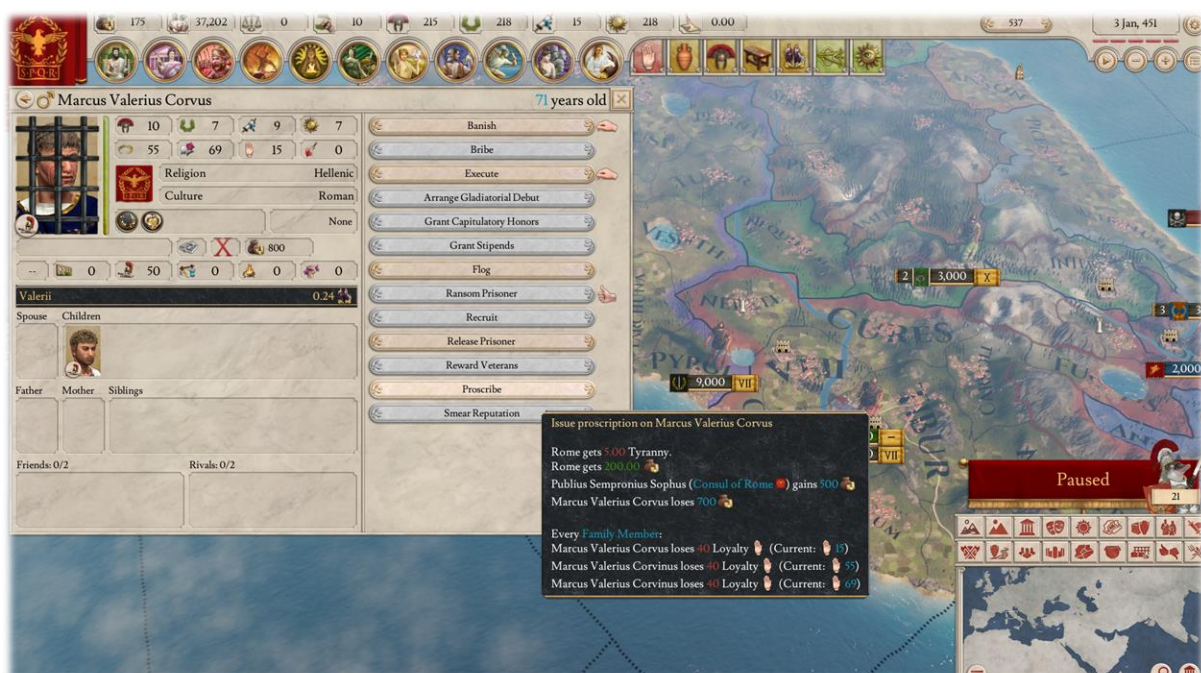 175 37,202 0 10 215 218 15 218 0.00
537
3 Jan, 451
SPQR
Marcus Valerius Corvus
71 years old
10 7 9 7
55 69 15 0
Religion Hellenic
Culture Roman
None
800
-- 0 50 0 0 0
Valerii 0.24
Spouse Children
Father Mother Siblings
Friends: 0/2 Rivals: 0/2
Banish
Bribe
Execute
Arrange Gladiatorial Debut
Grant Capitulatory Honors
Grant Stipends
Flog
Ransom Prisoner
Recruit
Release Prisoner
Reward Veterans
Proscribe
Smear Reputation
Issue proscription on Marcus Valerius Corvus
Rome gets 5.00 Tyranny.
Rome gets 200.00
Publius Sempronius Sophus (Consul of Rome) gains 500
Marcus Valerius Corvus loses 700
Every Family Member:
Marcus Valerius Corvus loses 40 Loyalty (Current: 15)
Marcus Valerius Corvinus loses 40 Loyalty (Current: 55)
Marcus Valerius Corvinus loses 40 Loyalty (Current: 69)
2 3,000 X
CURES
9,000 VII
VII
3
2,000
Paused
21